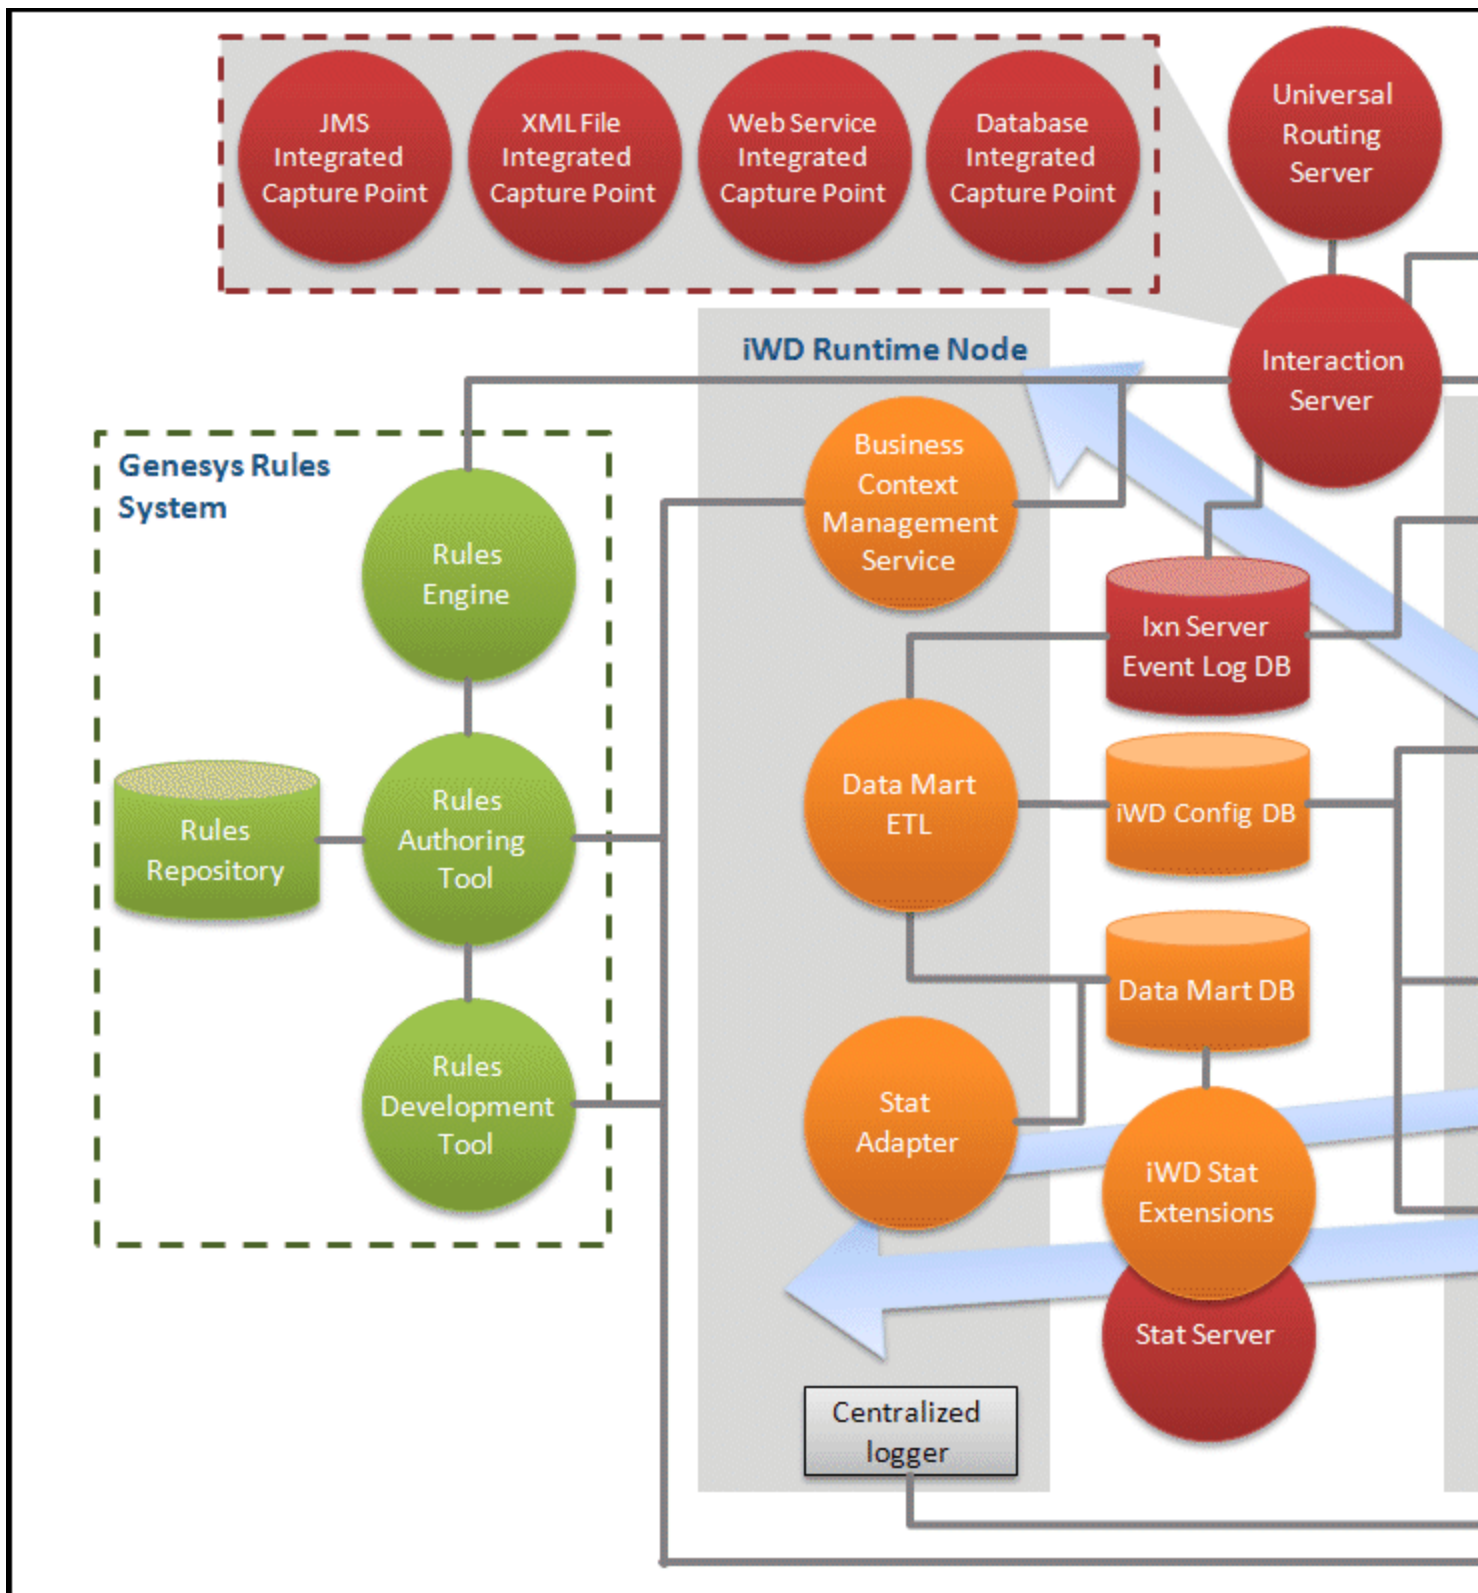 JMS
Integrated
Capture Point
XML File
Integrated
Capture Point
Web Service
Integrated
Capture Point
Database
Integrated
Capture Point
Universal
Routing
Server
iWD Runtime Node
Interaction
Server
Genesys Rules
System
Business
Context
Management
Service
Rules
Engine
Ixn Server
Event Log DB
Data Mart
ETL
iWD Config DB
Rules
Repository
Rules
Authoring
Tool
Data Mart DB
Rules
Development
Tool
Stat
Adapter
iWD Stat
Extensions
Stat Server
Centralized
logger